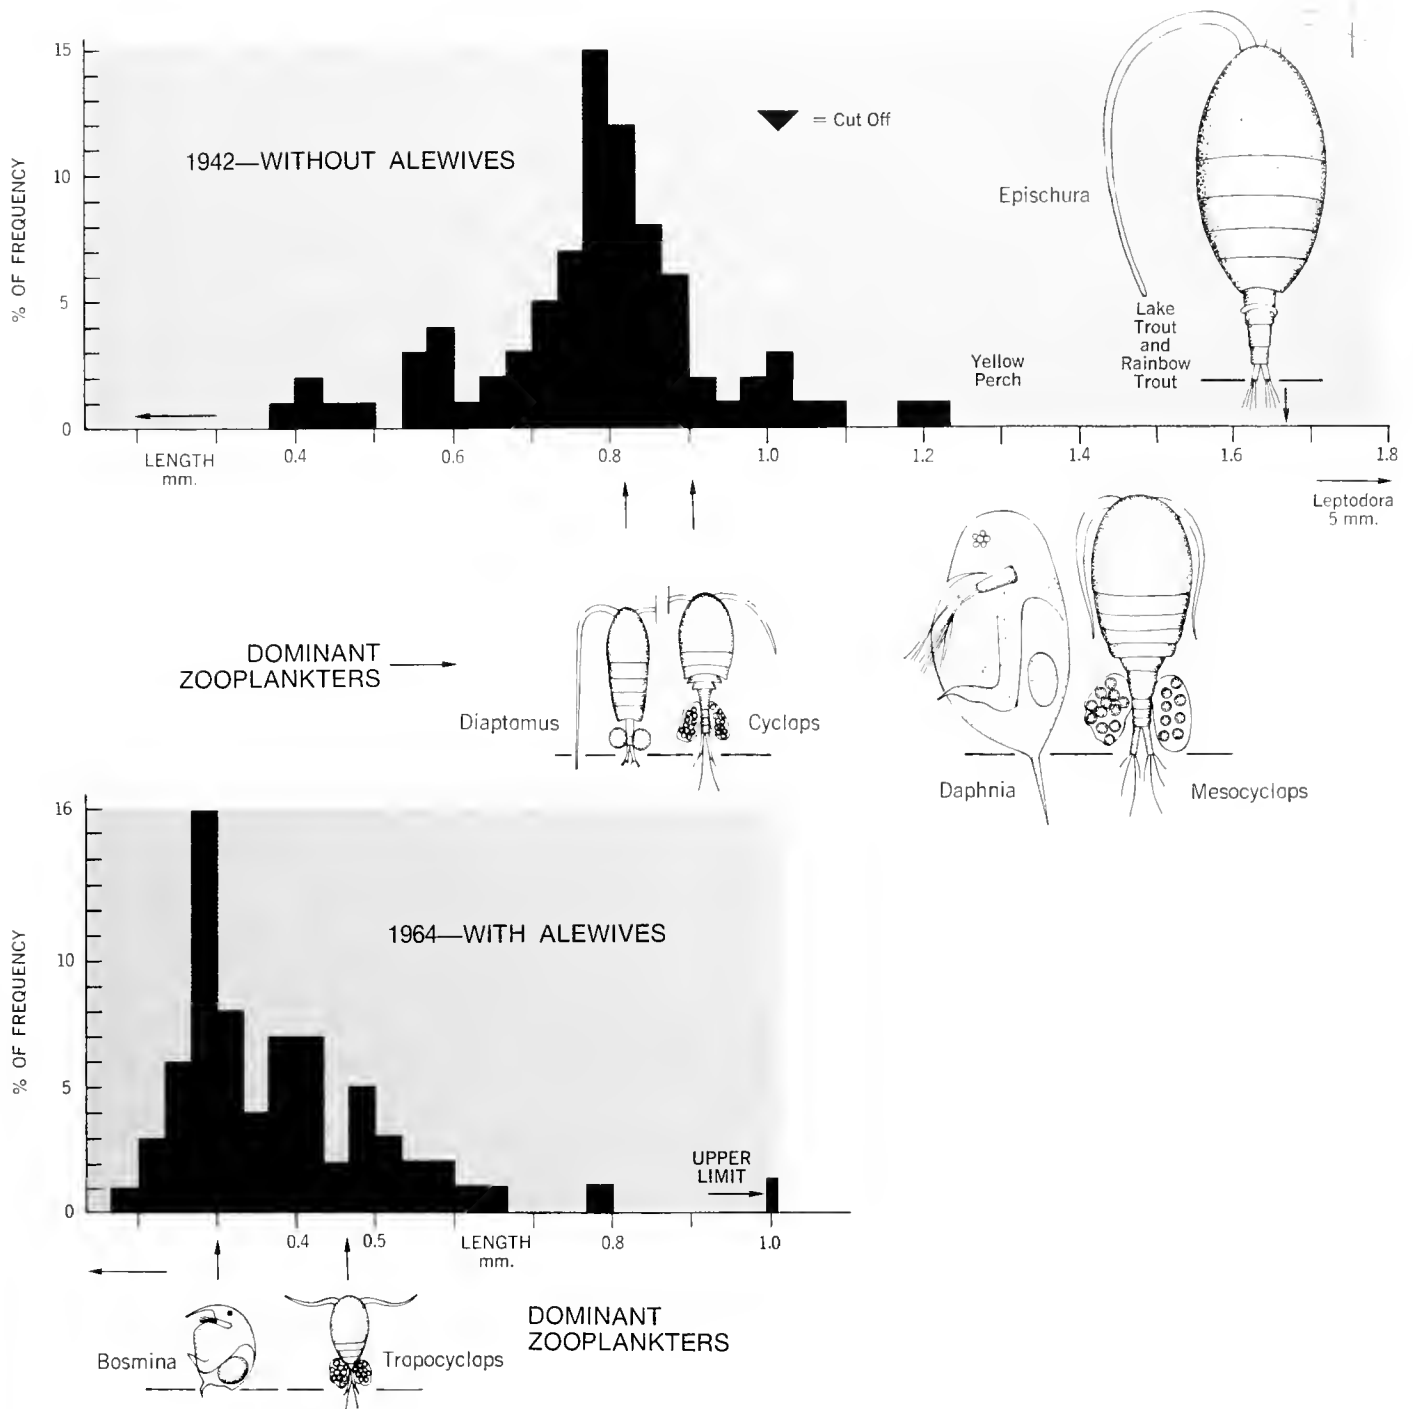 15
10
5
0
% OF FREQUENCY
1942—WITHOUT ALEWIVES
= Cut Off
Epischura
Lake
Trout
and
Rainbow
Trout
Yellow
Perch
LENGTH
mm.
0.4
0.6
0.8
1.0
1.2
1.4
1.6
1.8
Leptodora
5 mm.
DOMINANT
ZOOPLANKTERS
Diaptomus
Cyclops
Daphnia
Mesocyclops
16
10
5
0
% OF FREQUENCY
1964—WITH ALEWIVES
UPPER
LIMIT
0.4
0.5
LENGTH
mm.
0.8
1.0
Bosmina
Tropocyclops
DOMINANT
ZOOPLANKTERS